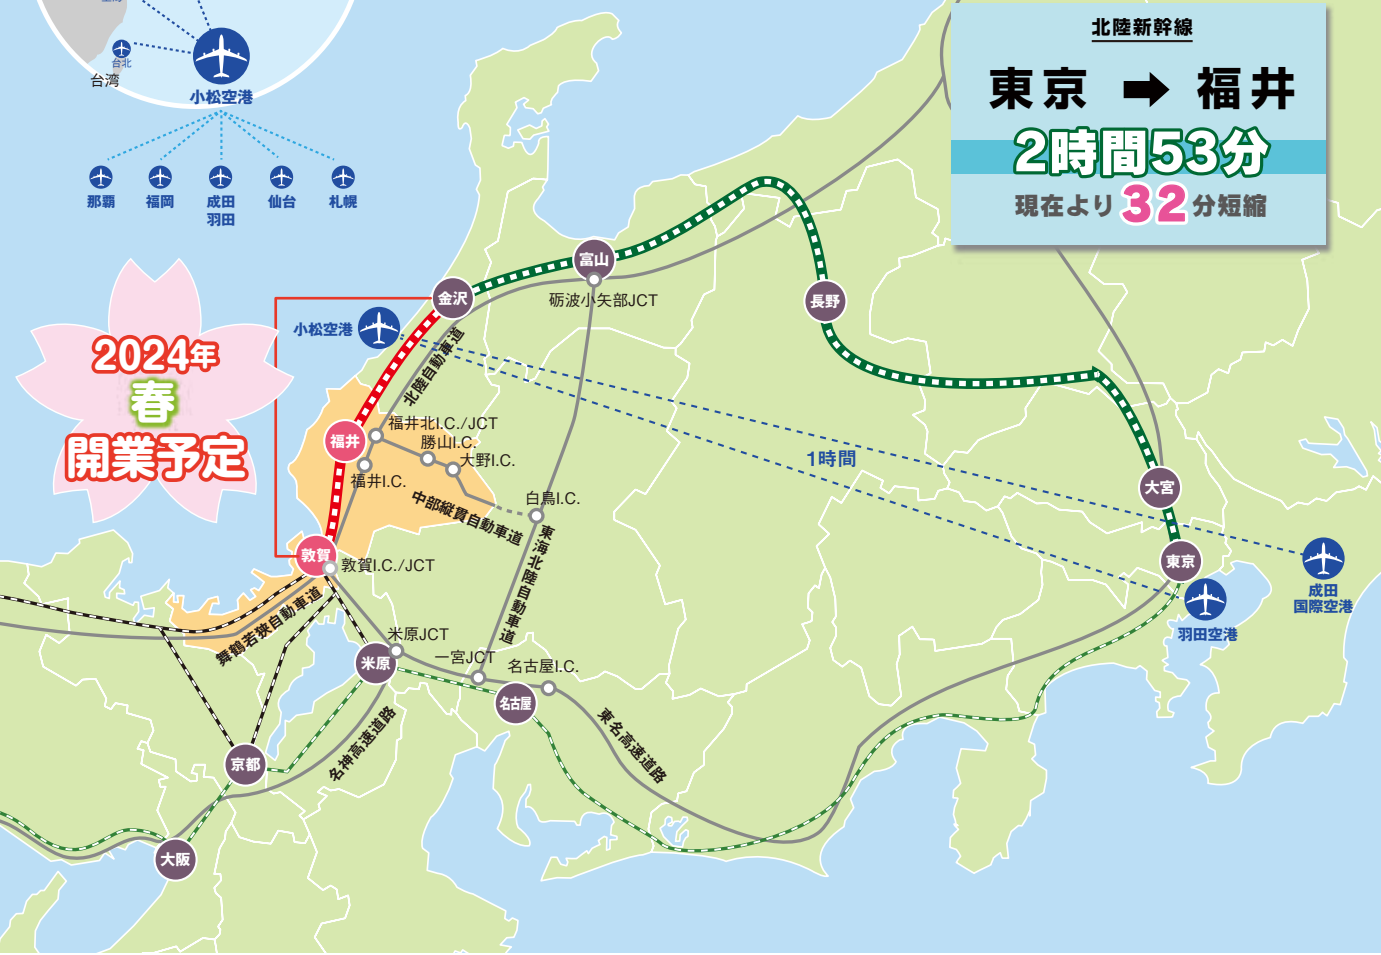 台北
台湾
小松空港
那覇
福岡
成田
羽田
仙台
札幌
北陸新幹線
東京 ➡ 福井
2時間53分
現在より32分短縮
2024年
春
開業予定
小松空港
金沢
富山
砺波小矢部JCT
長野
北陸自動車道
福井
福井北I.C./JCT
勝山I.C.
大野I.C.
福井I.C.
中部縦貫自動車道
白鳥I.C.
東海北陸自動車道
1時間
大宮
東京
羽田空港
成田
国際空港
敦賀
敦賀I.C./JCT
舞鶴若狭自動車道
米原JCT
米原
一宮JCT
名古屋I.C.
名古屋
東名高速道路
名神高速道路
京都
大阪